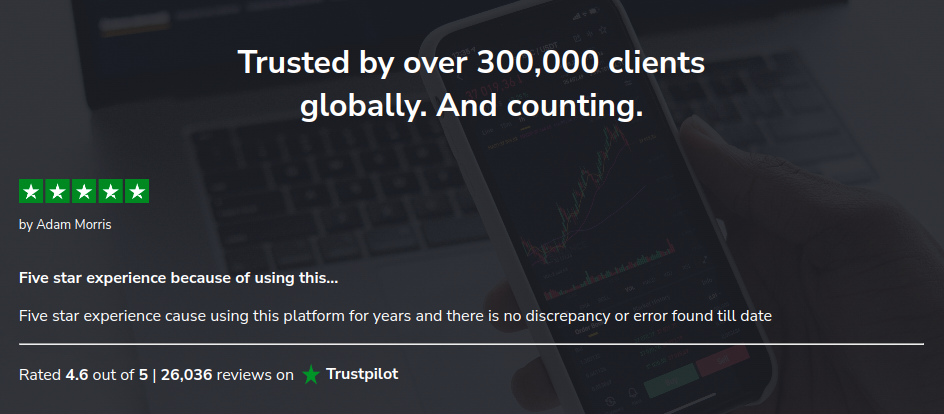 Trusted by over 300,000 clients
globally. And counting.
by Adam Morris
Five star experience because of using this...
Five star experience cause using this platform for years and there is no discrepancy or error found till date
Rated 4.6 out of 5 | 26,036 reviews on Trustpilot